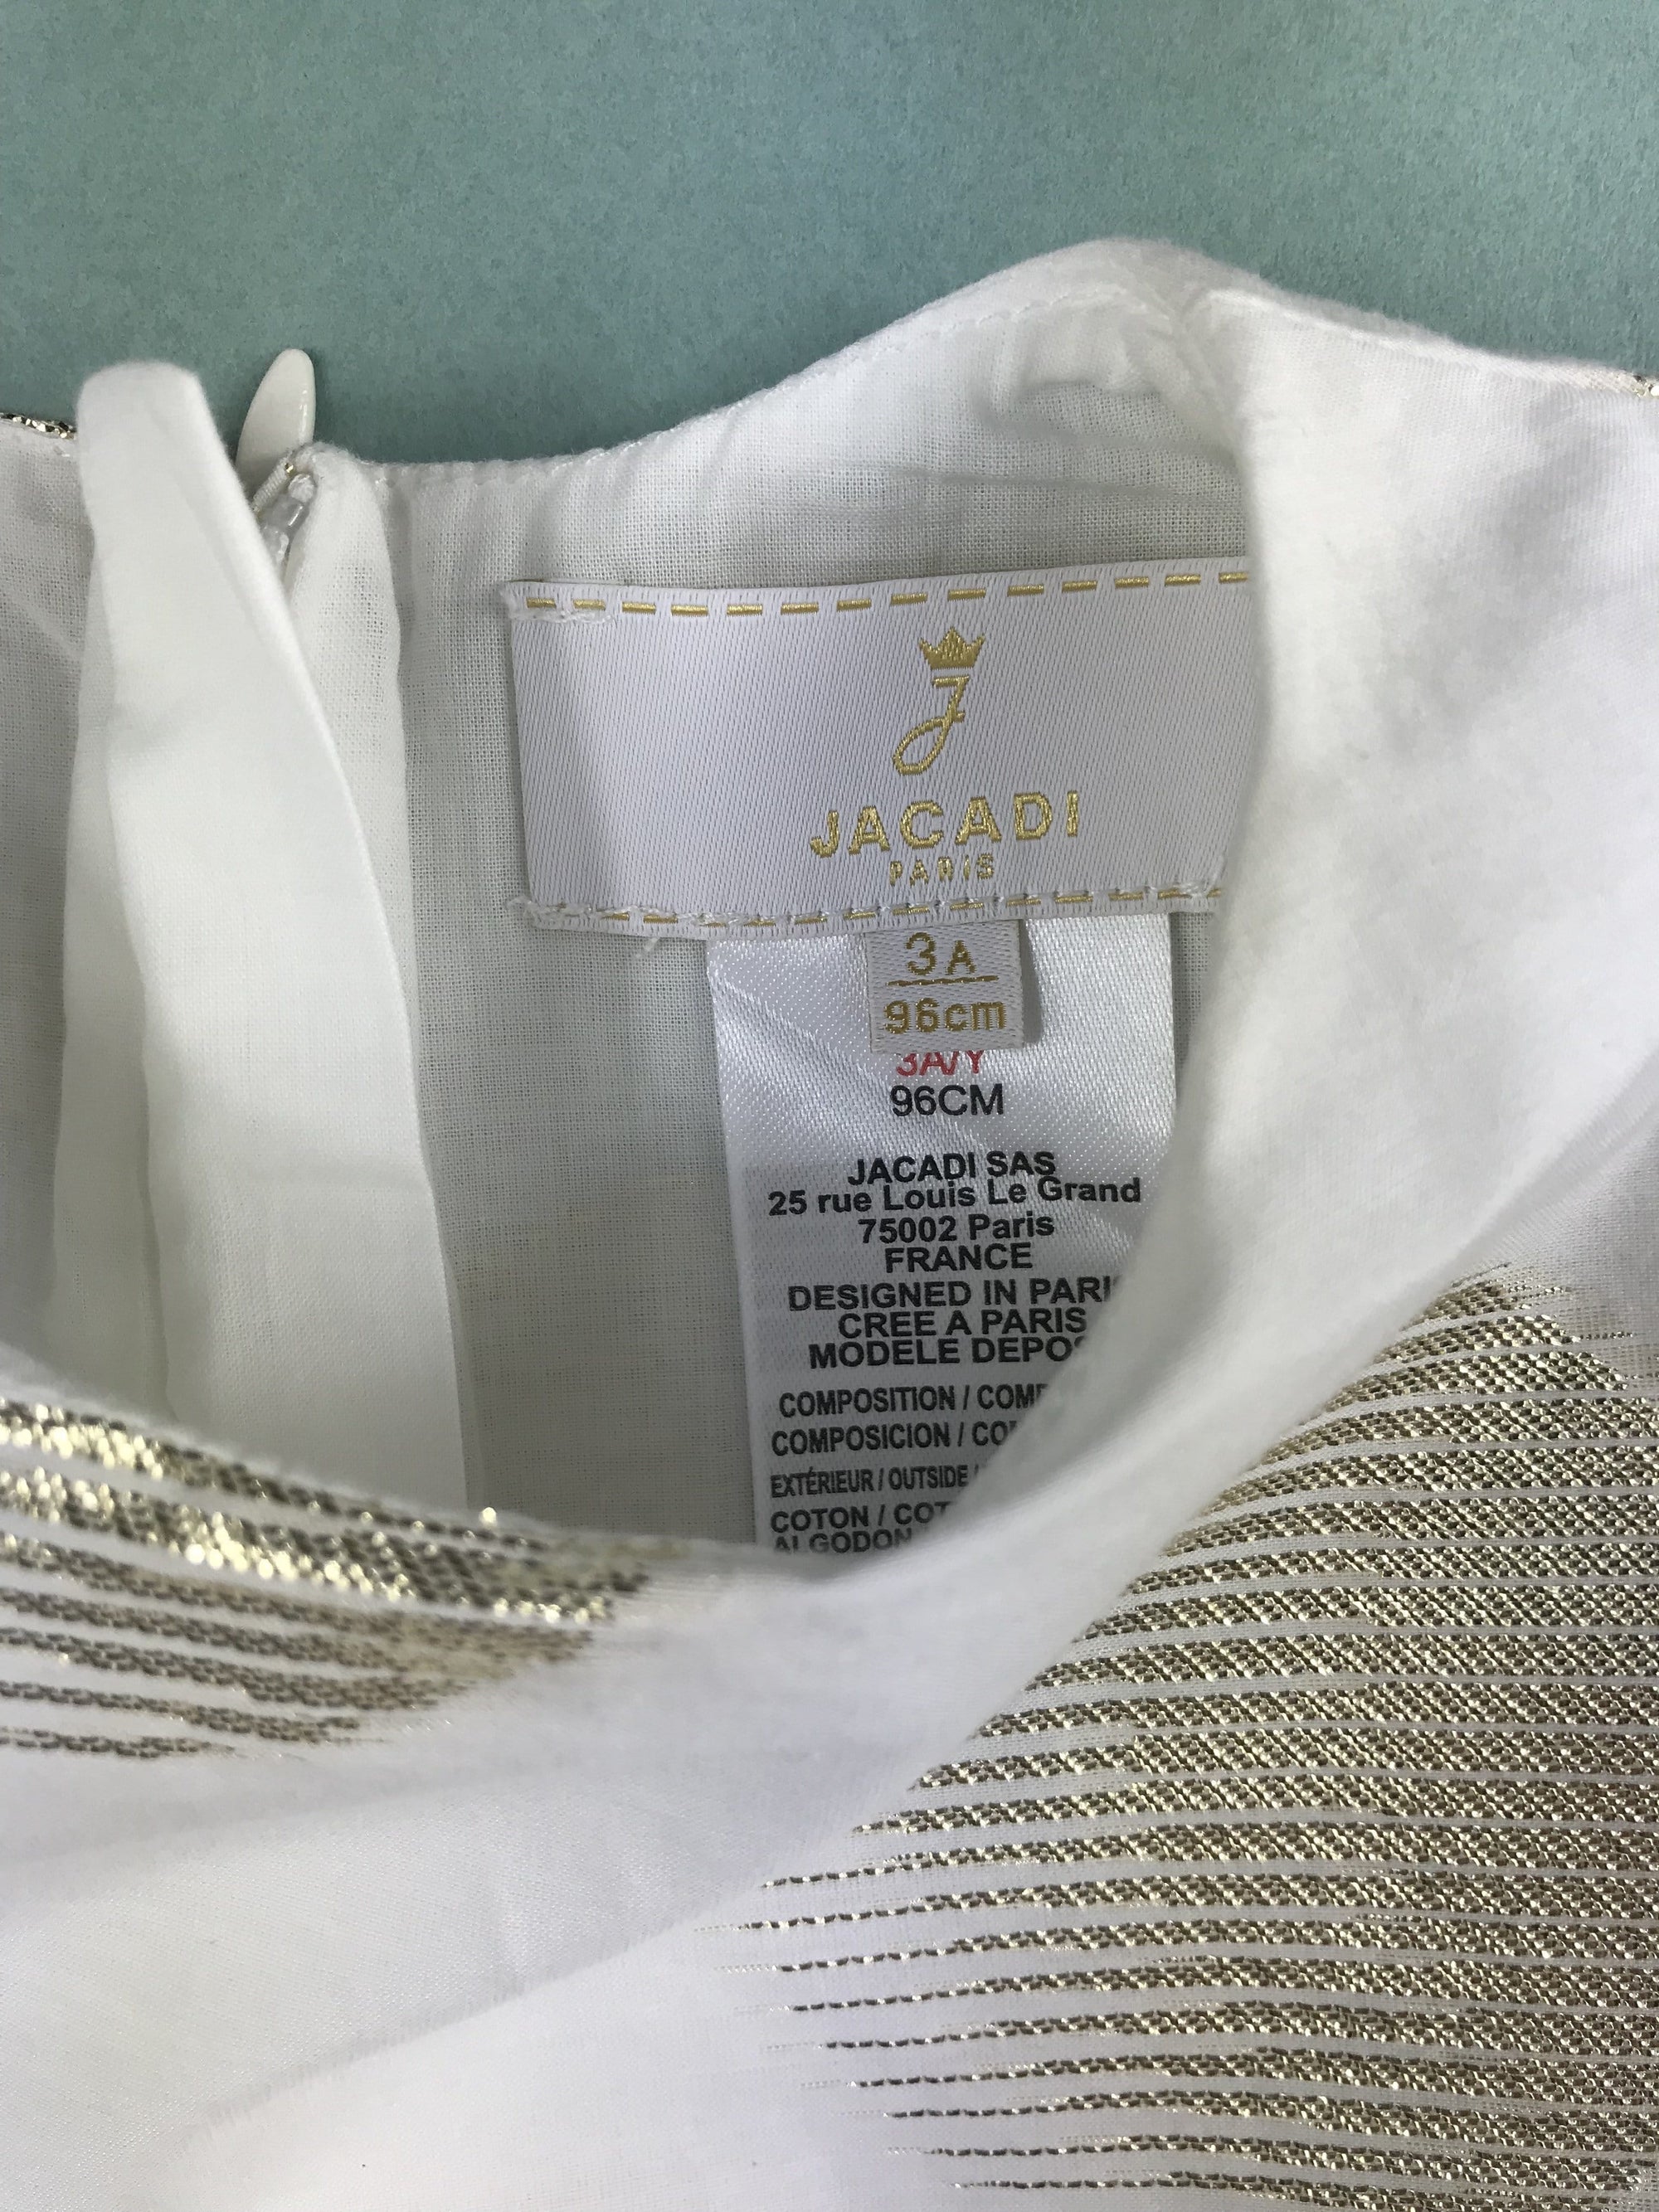 J
JACADI
PARIS
3A
96cm
3A/Y
96CM
JACADI SAS
25 rue Louis Le Grand
75002 Paris
FRANCE
DESIGNED IN PARI
CREE A PARIS
MODELE DEPOS
COMPOSITION / COM
COMPOSICION / CO
EXTÉRIEUR / OUTSIDE /
COTON / COT
ALGODON